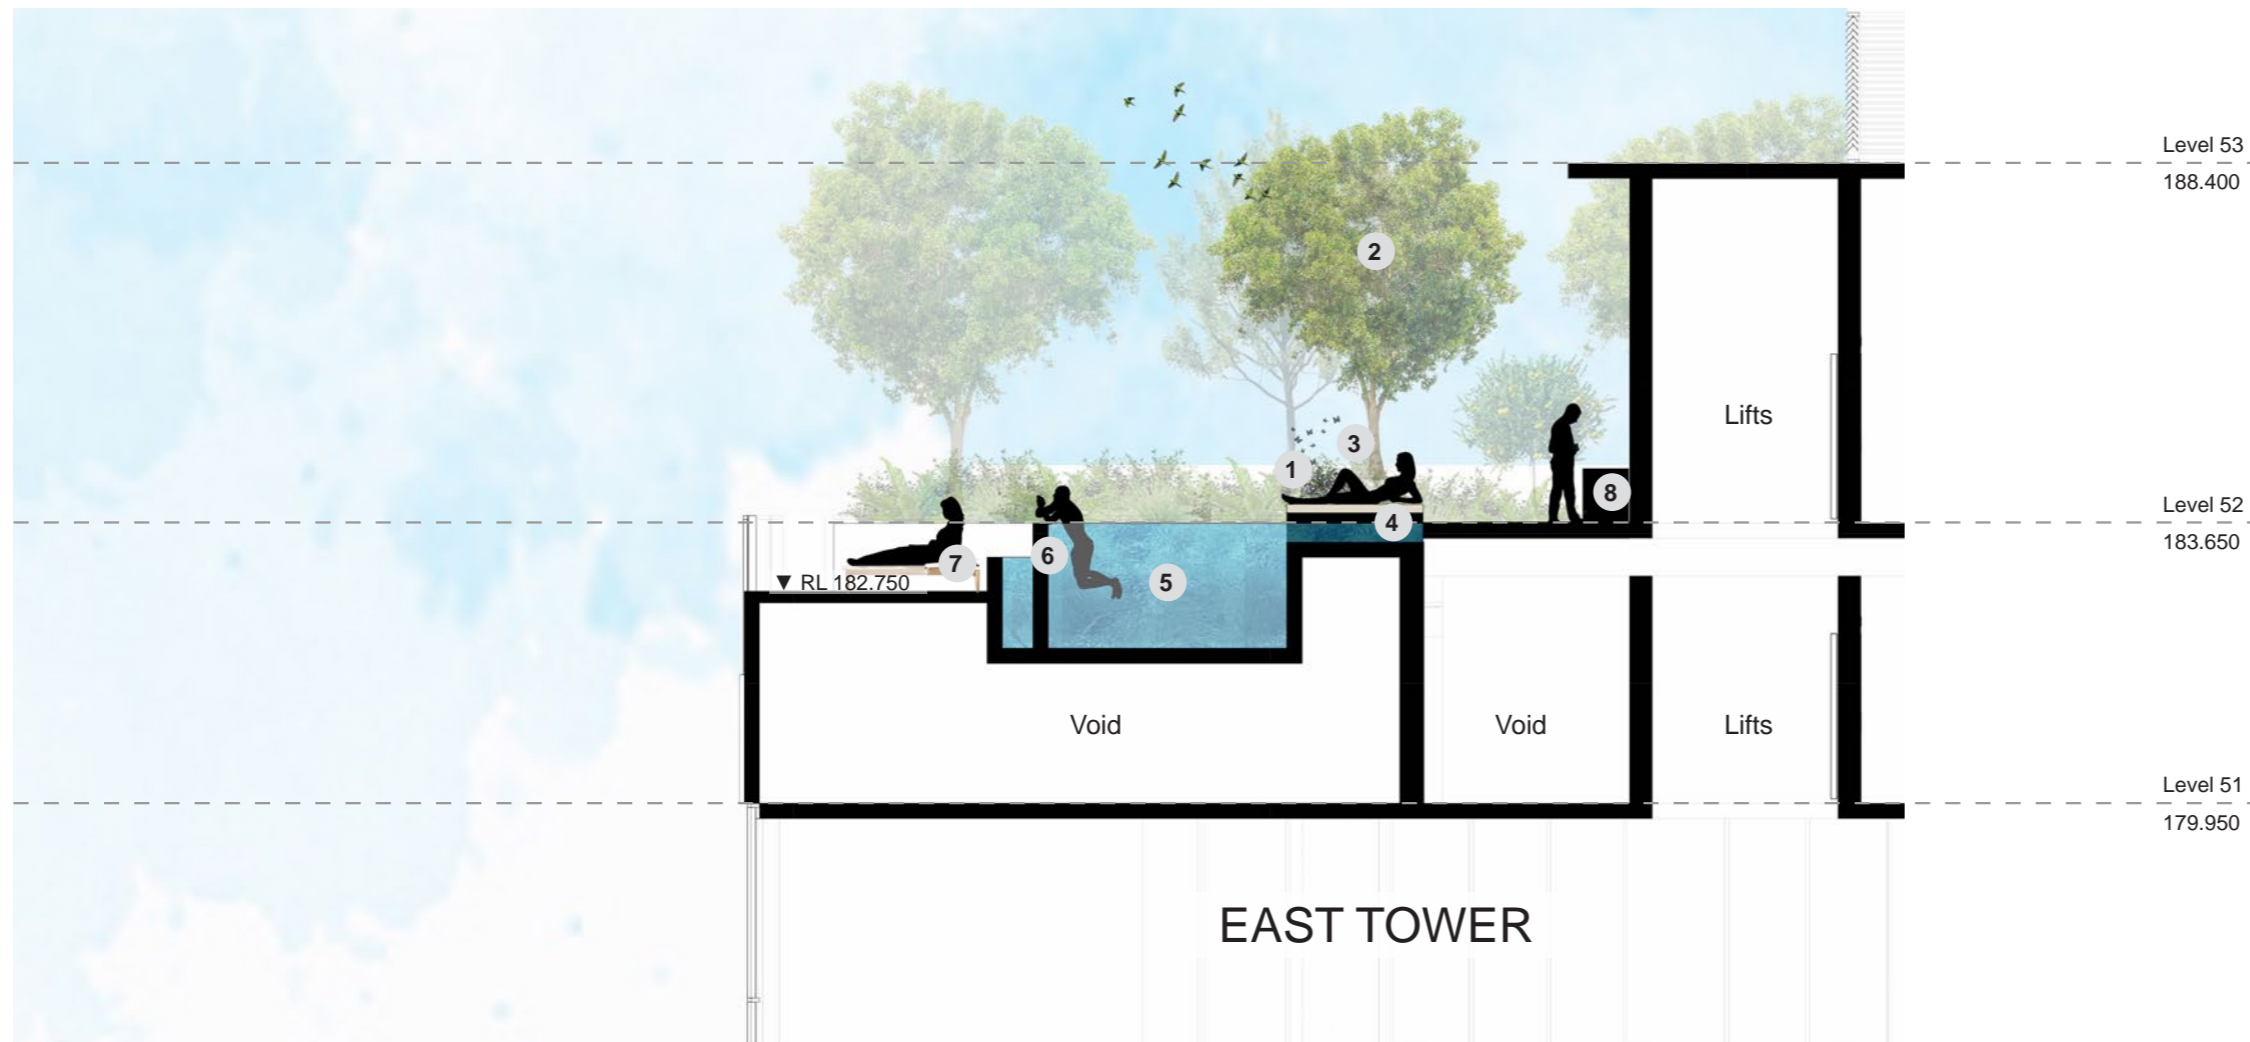 Level 53
188.400
2
Lifts
3
1
8
Level 52
4
183.650
6
7
5
▼ RL 182.750
Void
Void
Lifts
Level 51
179.950
EAST TOWER